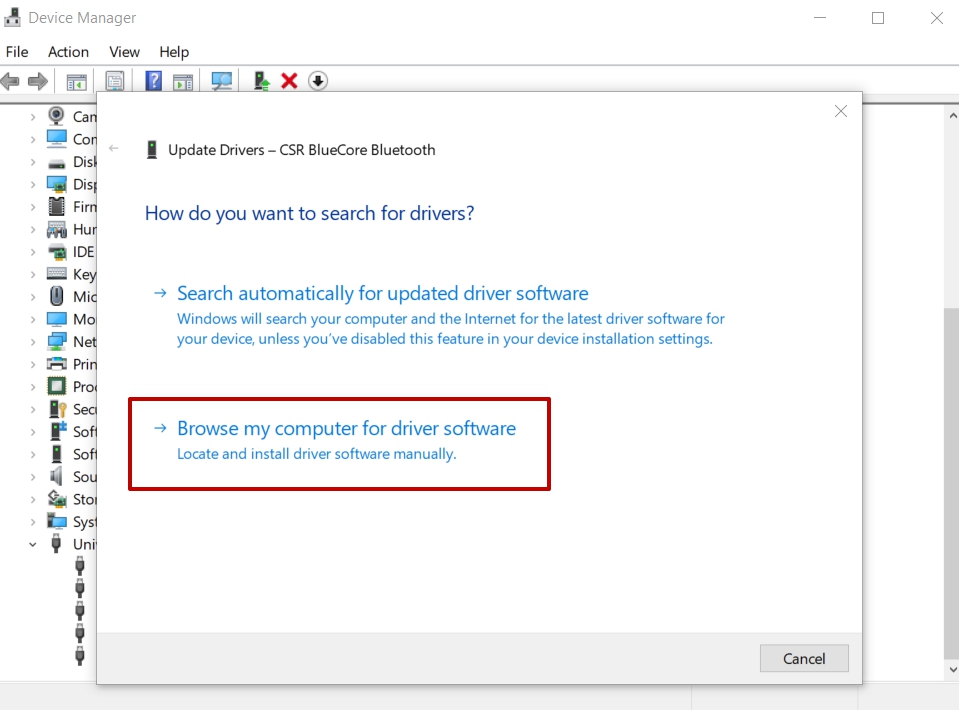 Device Manager
File Action View Help
Update Drivers – CSR BlueCore Bluetooth
How do you want to search for drivers?
Search automatically for updated driver software
Windows will search your computer and the Internet for the latest driver software for
your device, unless you’ve disabled this feature in your device installation settings.
Browse my computer for driver software
Locate and install driver software manually.
Cam
Com
Disk
Disp
Firm
Hum
IDE
Key
Mic
Mon
Net
Prin
Proc
Secu
Soft
Soft
Soun
Stor
Syst
Univ
Cancel